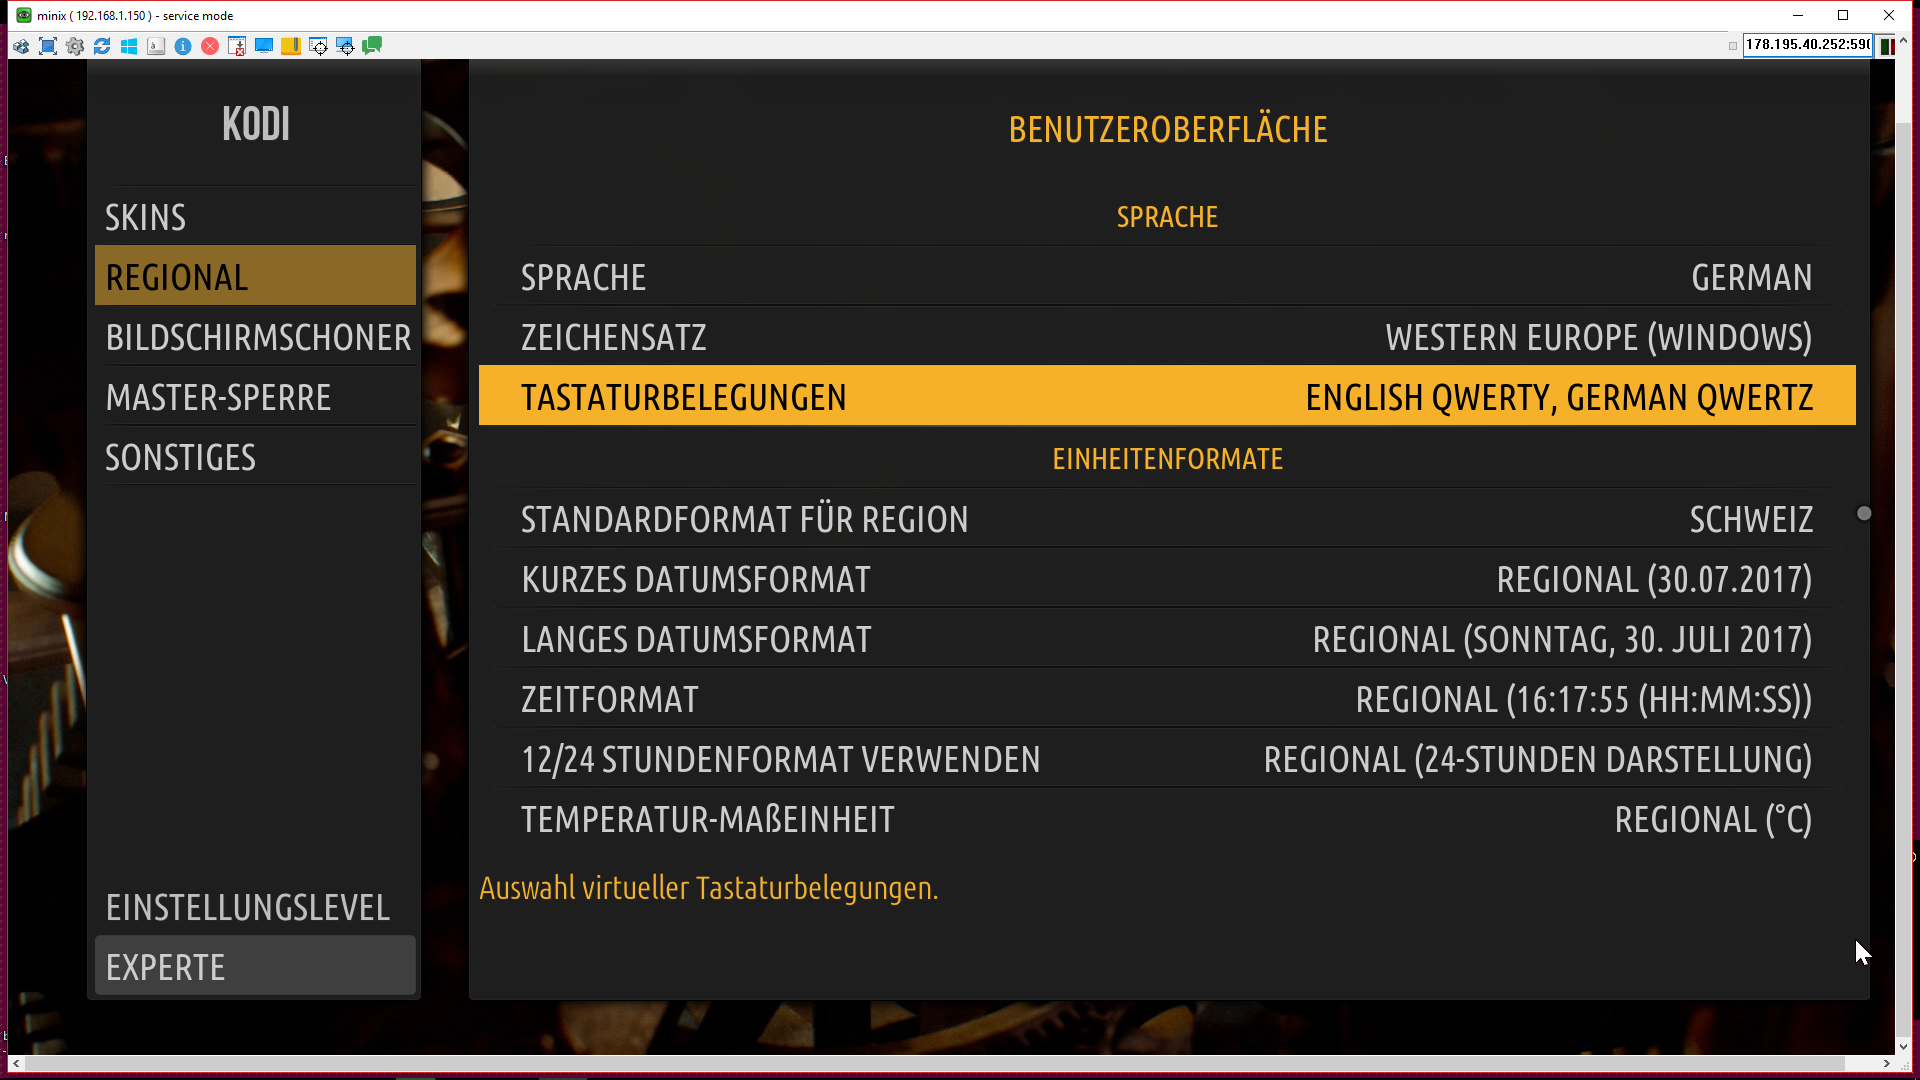 minix ( 192.168.1.150 ) - service mode
178.195.40.252:590
KODI
SKINS
REGIONAL
BILDSCHIRMSCHONER
MASTER-SPERRE
SONSTIGES
EINSTELLUNGSLEVEL
EXPERTE
BENUTZEROBERFLÄCHE
SPRACHE
SPRACHE GERMAN
ZEICHENSATZ WESTERN EUROPE (WINDOWS)
TASTATURBELEGUNGEN ENGLISH QWERTY, GERMAN QWERTZ
EINHEITENFORMATE
STANDARDFORMAT FÜR REGION SCHWEIZ
KURZES DATUMSFORMAT REGIONAL (30.07.2017)
LANGES DATUMSFORMAT REGIONAL (SONNTAG, 30. JULI 2017)
ZEITFORMAT REGIONAL (16:17:55 (HH:MM:SS))
12/24 STUNDENFORMAT VERWENDEN REGIONAL (24-STUNDEN DARSTELLUNG)
TEMPERATUR-MAßEINHEIT REGIONAL (°C)
Auswahl virtueller Tastaturbelegungen.